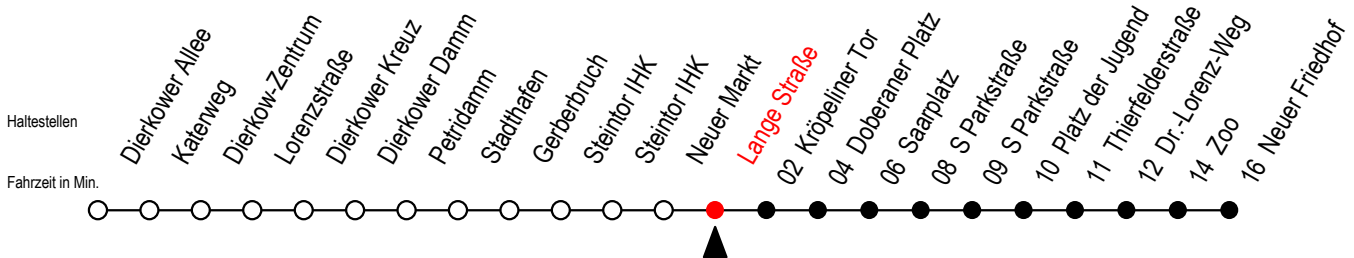 Haltestellen
Fahrzeit in Min.
Dierkower Allee
Katerweg
Dierkow-Zentrum
Lorenzstraße
Dierkower Kreuz
Dierkower Damm
Petridamm
Stadthafen
Gerberbruch
Steintor IHK
Steintor IHK
Neuer Markt
Lange Straße
02 Kröpeliner Tor
04 Doberaner Platz
06 Saarplatz
08 S Parkstraße
09 S Parkstraße
10 Platz der Jugend
11 Thierfelderstraße
12 Dr.-Lorenz-Weg
14 Zoo
16 Neuer Friedhof